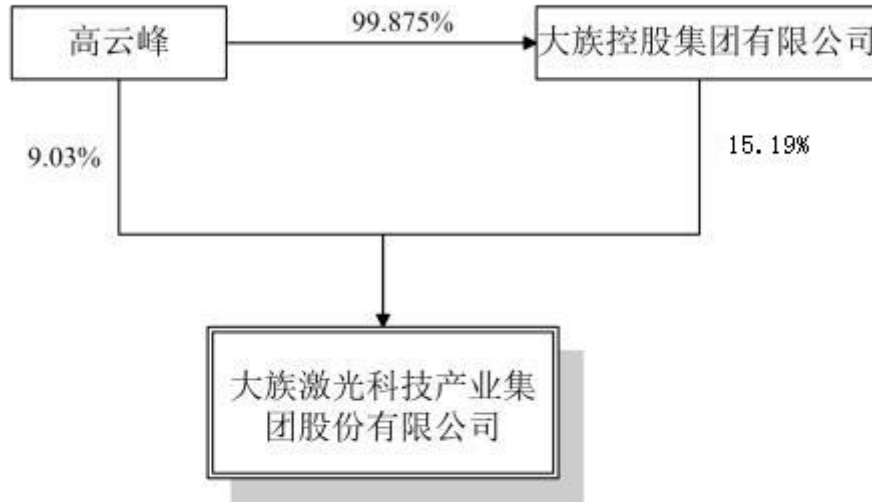 高云峰
99.875%
大族控股集团有限公司
9.03%
15.19%
大族激光科技产业集
团股份有限公司